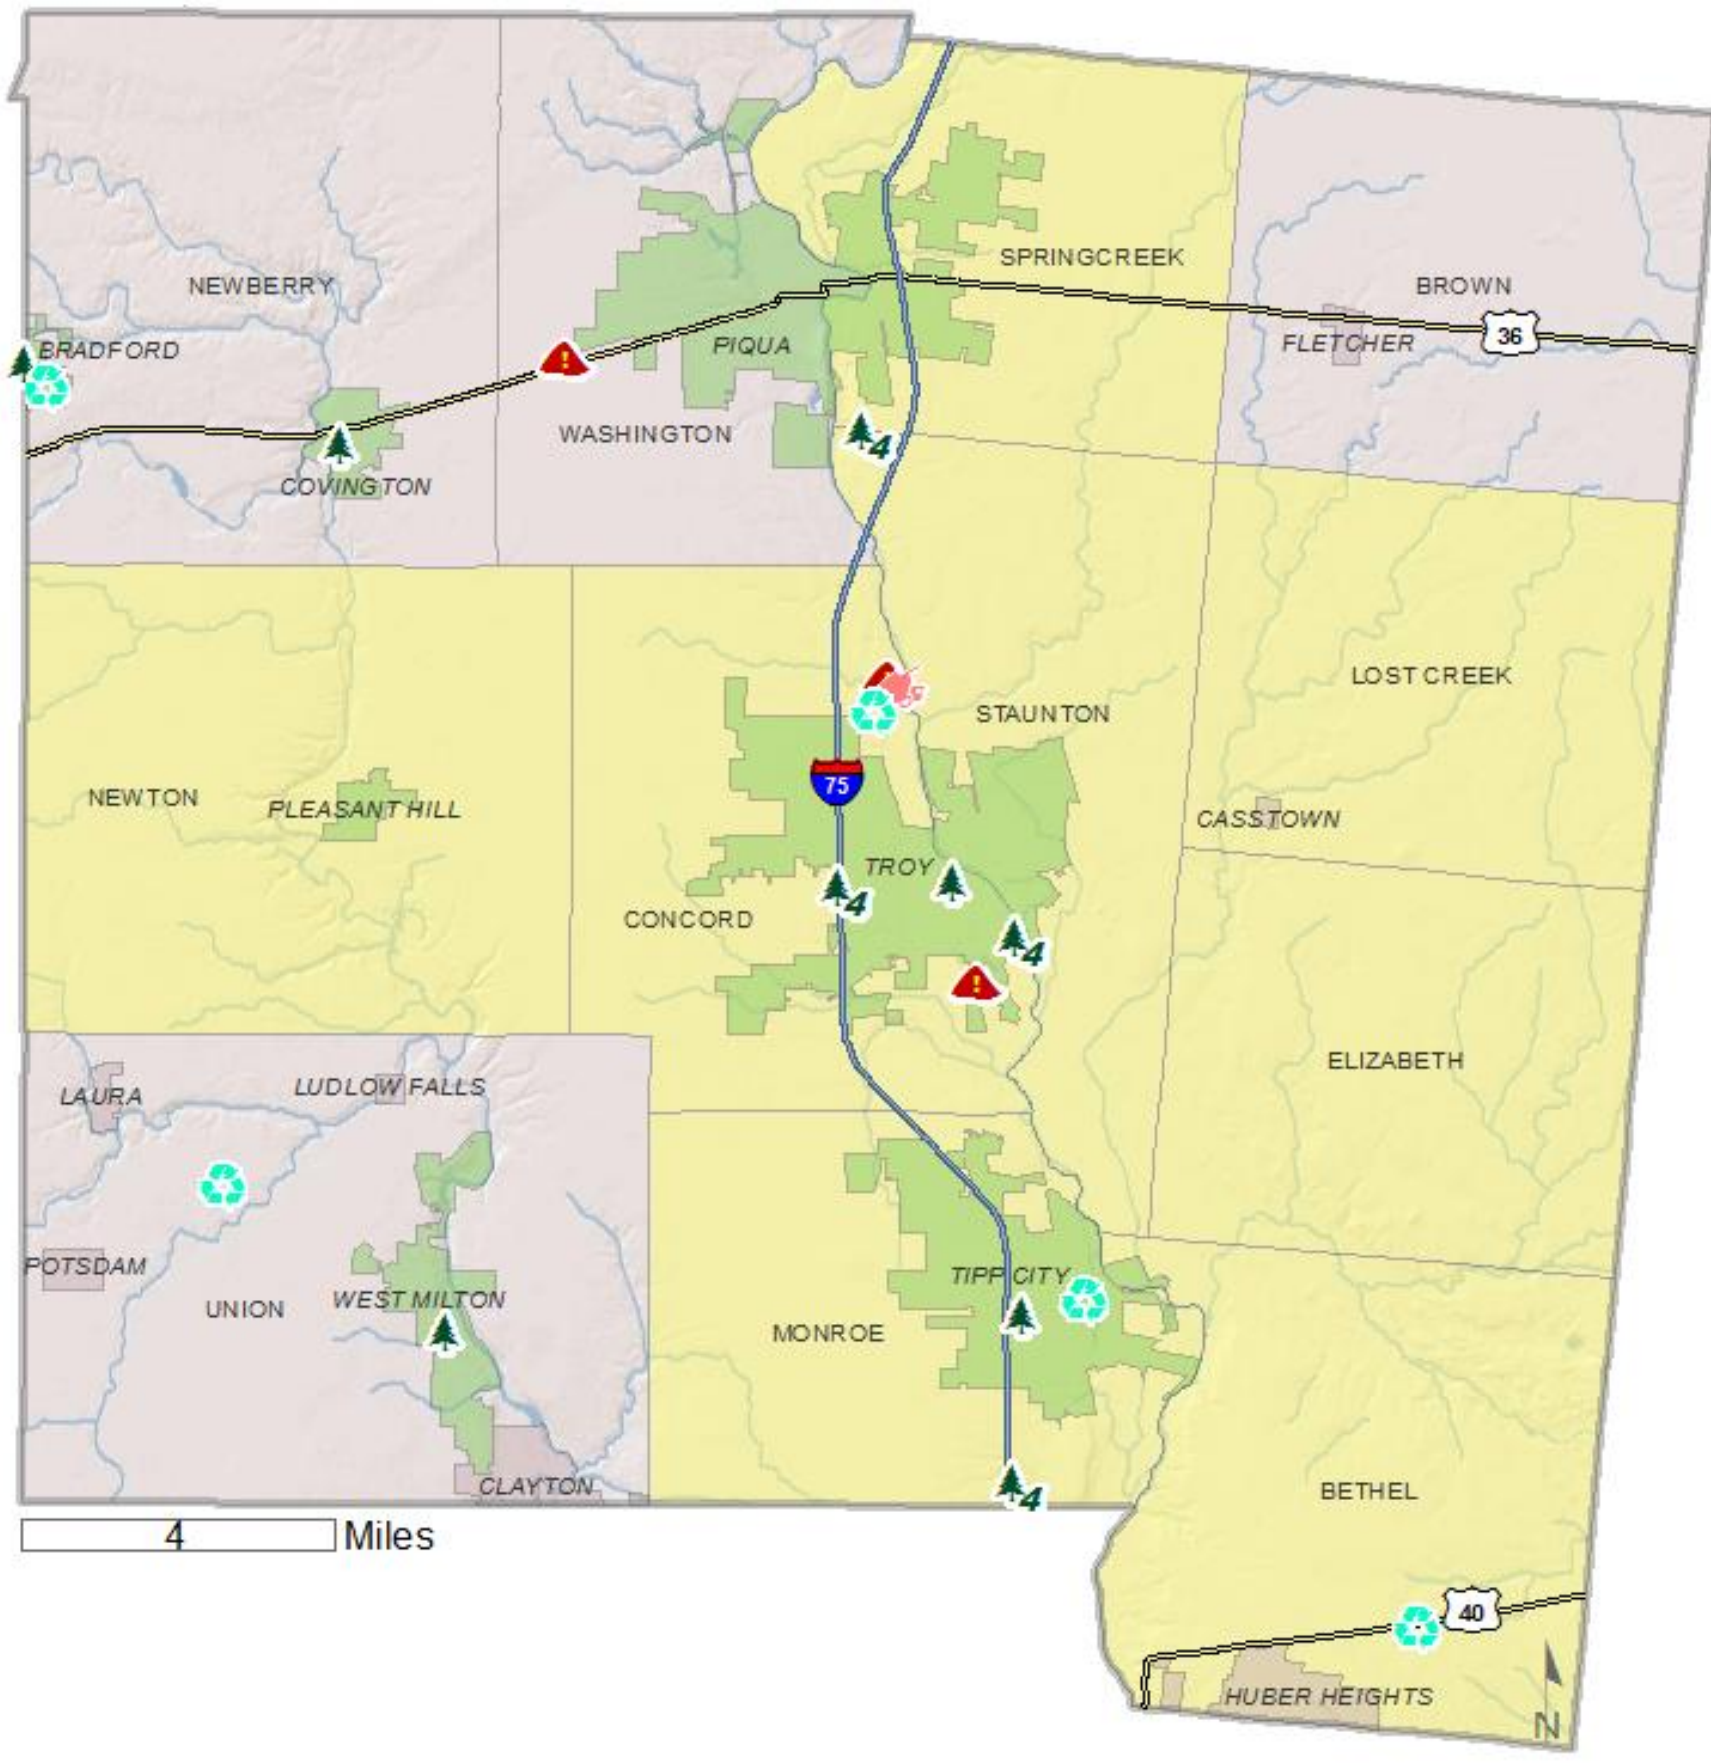 SPRINGCREEK
NEWBERRY
BROWN
36
BRADFORD
PIQUA
FLETCHER
WASHINGTON
4
COVINGTON
LOST CREEK
STAUNTON
75
NEWTON
PLEASANT HILL
CASSTOWN
TROY
4
CONCORD
4
ELIZABETH
LAURA
LUDLOW FALLS
POTSDAM
TIPP CITY
UNION
WEST MILTON
MONROE
CLAYTON
4
BETHEL
4 Miles
40
HUBER HEIGHTS
N